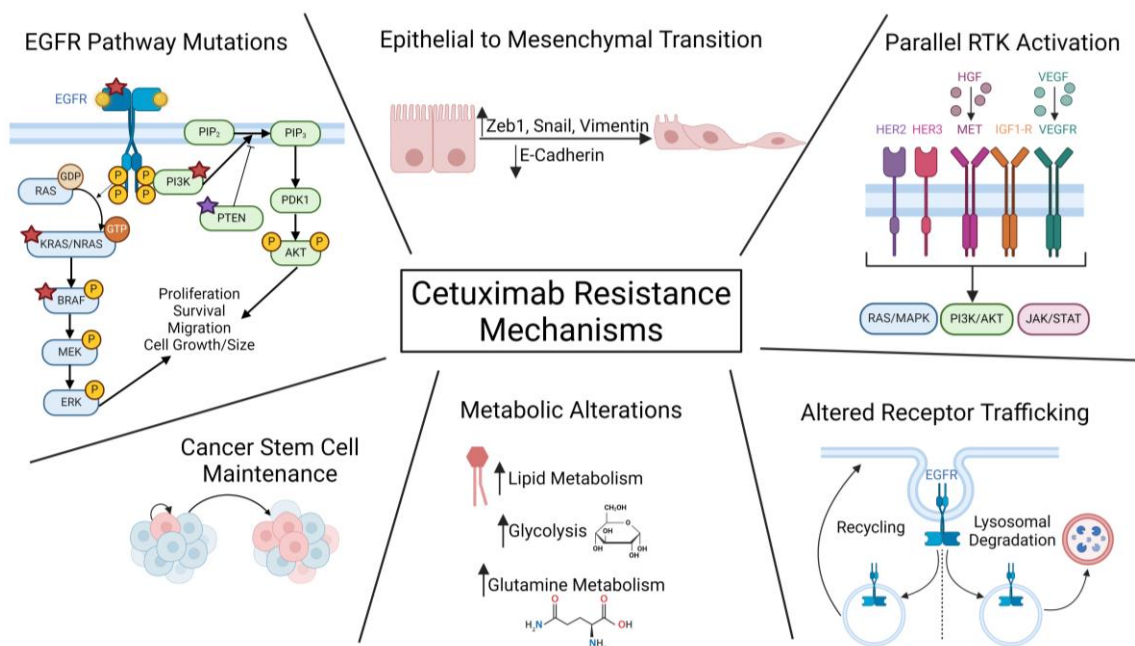 EGFR Pathway Mutations
EGFR
PIP2
PIP3
GDP
RAS
P
P
P
P
PI3K
PDK1
PTEN
GTP
KRAS/NRAS
P
P
AKT
BRAF
P
Proliferation
Survival
Migration
Cell Growth/Size
MEK
P
ERK
P
Epithelial to Mesenchymal Transition
Zeb1, Snail, Vimentin
E-Cadherin
Parallel RTK Activation
HGF
VEGF
HER2
HER3
MET
IGF1-R
VEGFR
RAS/MAPK
PI3K/AKT
JAK/STAT
Cetuximab Resistance
Mechanisms
Cancer Stem Cell
Maintenance
Metabolic Alterations
Lipid Metabolism
Glycolysis
CH2OH
O
OH
OH
OH
OH
Glutamine Metabolism
O
O
H2N
OH
NH
Altered Receptor Trafficking
EGFR
Recycling
Lysosomal
Degradation